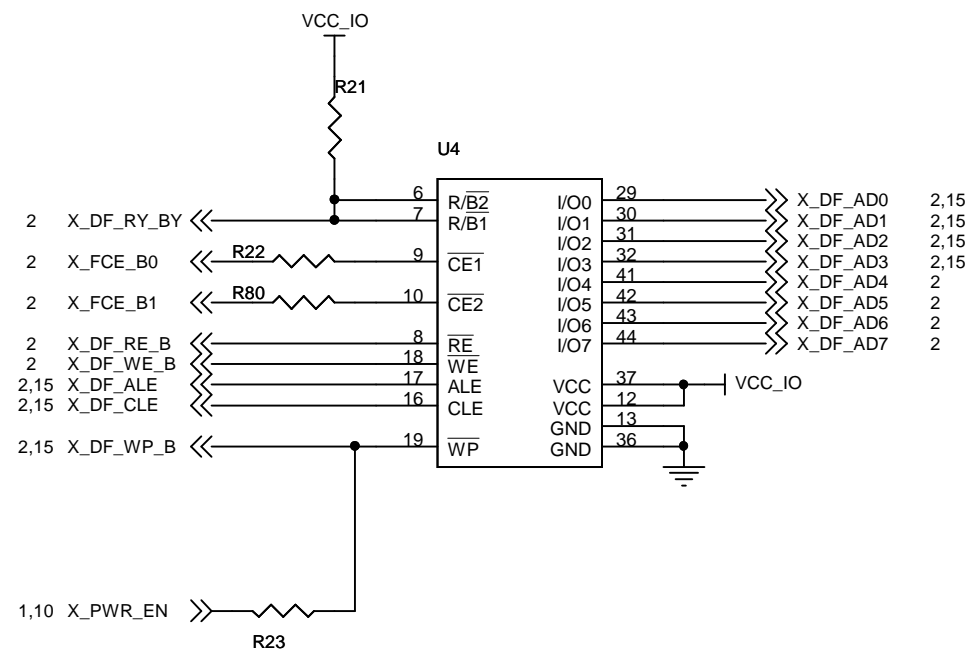 VCC_IO
R21
U4
6 R/B2 I/O0 29 X_DF_AD0 2,15
2 X_DF_RY_BY 7 R/B1 I/O1 30 X_DF_AD1 2,15
I/O2 31 X_DF_AD2 2,15
2 X_FCE_B0 R22 9 CE1 I/O3 32 X_DF_AD3 2,15
I/O4 41 X_DF_AD4 2
2 X_FCE_B1 R80 10 CE2 I/O5 42 X_DF_AD5 2
I/O6 43 X_DF_AD6 2
2 X_DF_RE_B 8 RE I/O7 44 X_DF_AD7 2
2 X_DF_WE_B 18 WE
2,15 X_DF_ALE 17 ALE VCC 37 VCC_IO
2,15 X_DF_CLE 16 CLE VCC 12
GND 13
2,15 X_DF_WP_B 19 WP GND 36
1,10 X_PWR_EN
R23